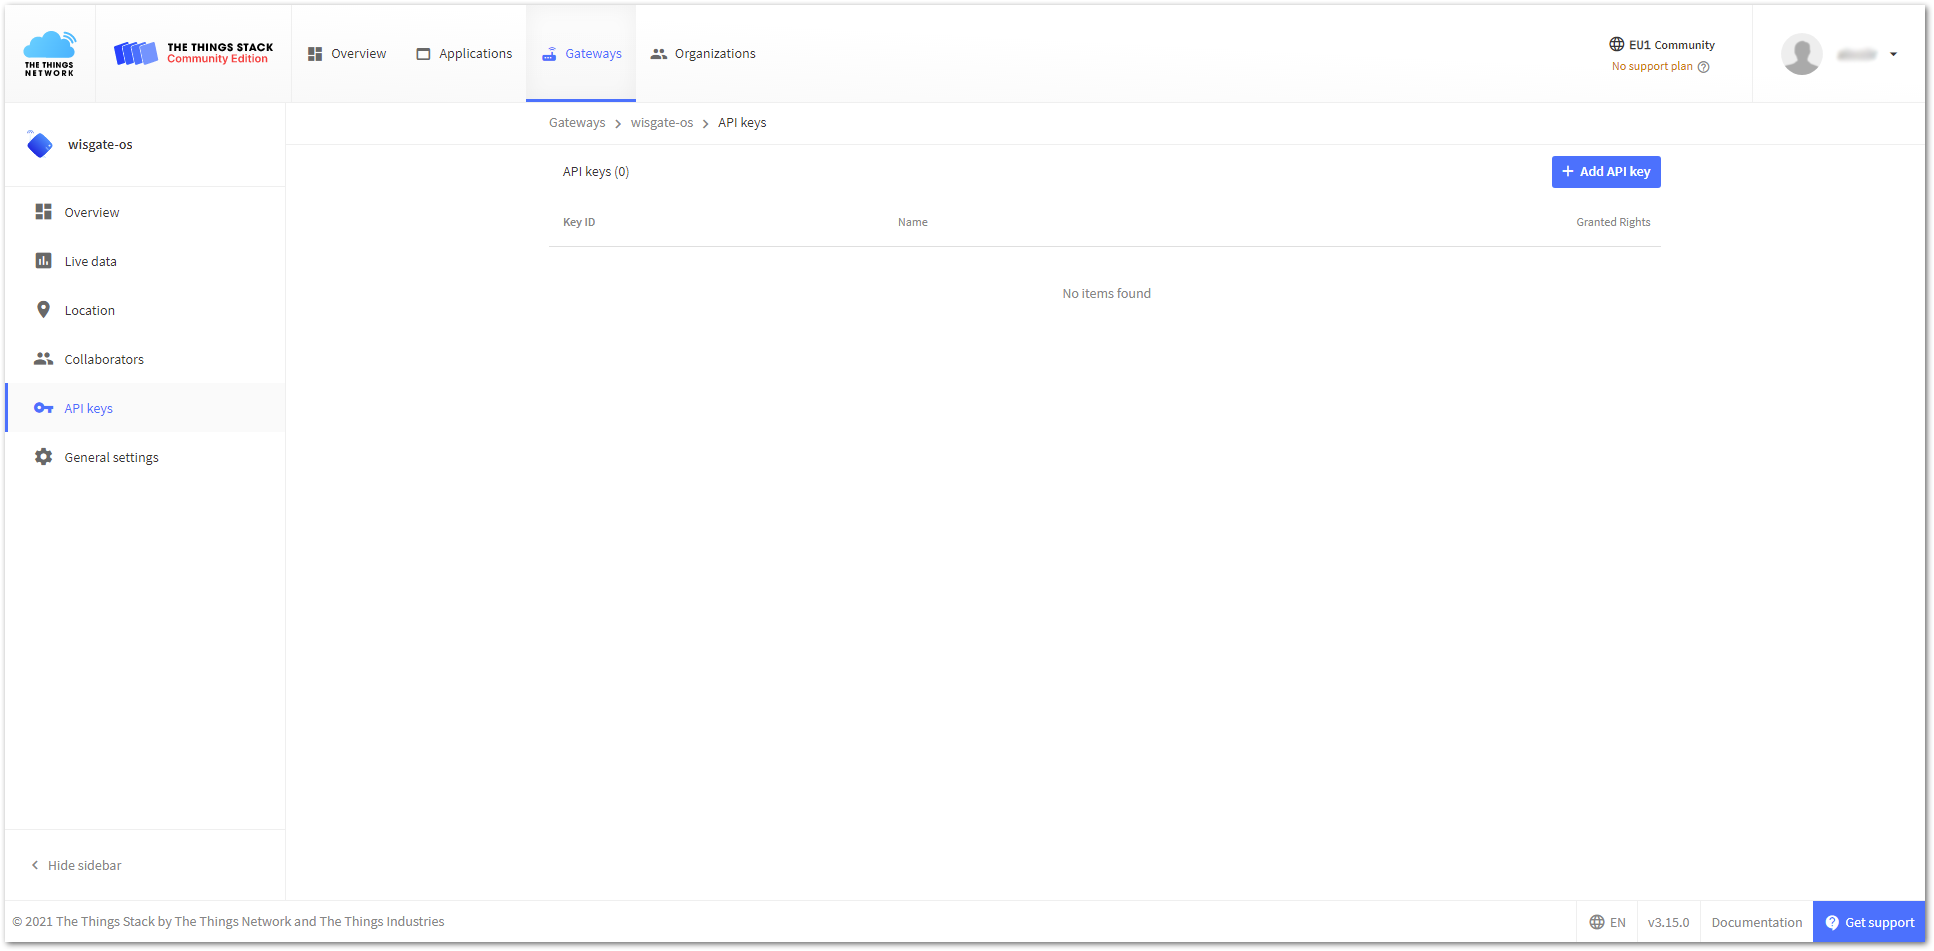 THE THINGS
NETWORK
THE THINGS STACK
Community Edition
Overview
Applications
Gateways
Organizations
EU1 Community
No support plan
wisgate-os
Overview
Live data
Location
Collaborators
API keys
General settings
Hide sidebar
Gateways > wisgate-os > API keys
API keys (0)
+ Add API key
Key ID
Name
Granted Rights
No items found
© 2021 The Things Stack by The Things Network and The Things Industries
EN
v3.15.0
Documentation
Get support